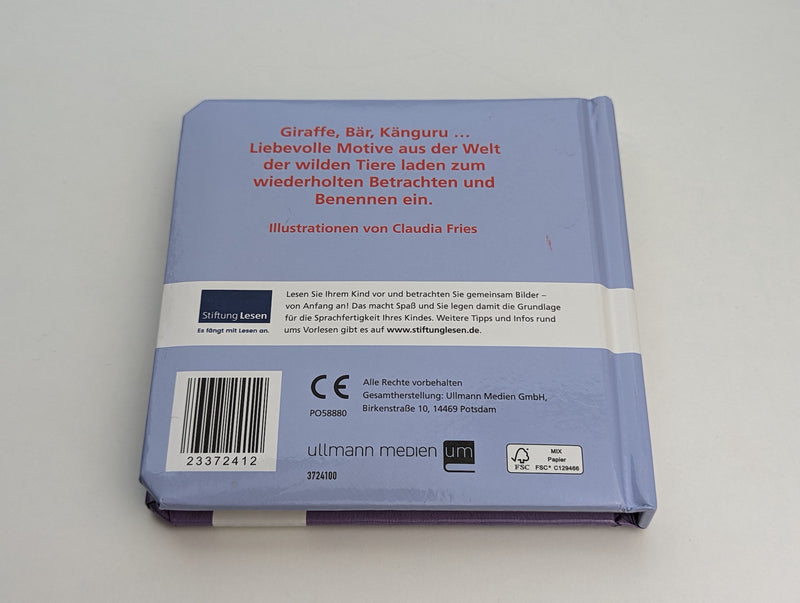 Giraffe, Bär, Känguru ...
Liebevolle Motive aus der Welt
der wilden Tiere laden zum
wiederholten Betrachten und
Benennen ein.
Illustrationen von Claudia Fries
Stiftung Lesen
Es fängt mit Lesen an.
Lesen Sie Ihrem Kind vor und betrachten Sie gemeinsam Bilder –
von Anfang an! Das macht Spaß und Sie legen damit die Grundlage
für die Sprachfertigkeit Ihres Kindes. Weitere Tipps und Infos rund
ums Vorlesen gibt es auf www.stiftunglesen.de.
23372412
CE
PO58880
Alle Rechte vorbehalten
Gesamtherstellung: Ullmann Medien GmbH,
Birkenstraße 10, 14469 Potsdam
ullmann medien um
3724100
FSC
MIX
Papier
FSC® C129466